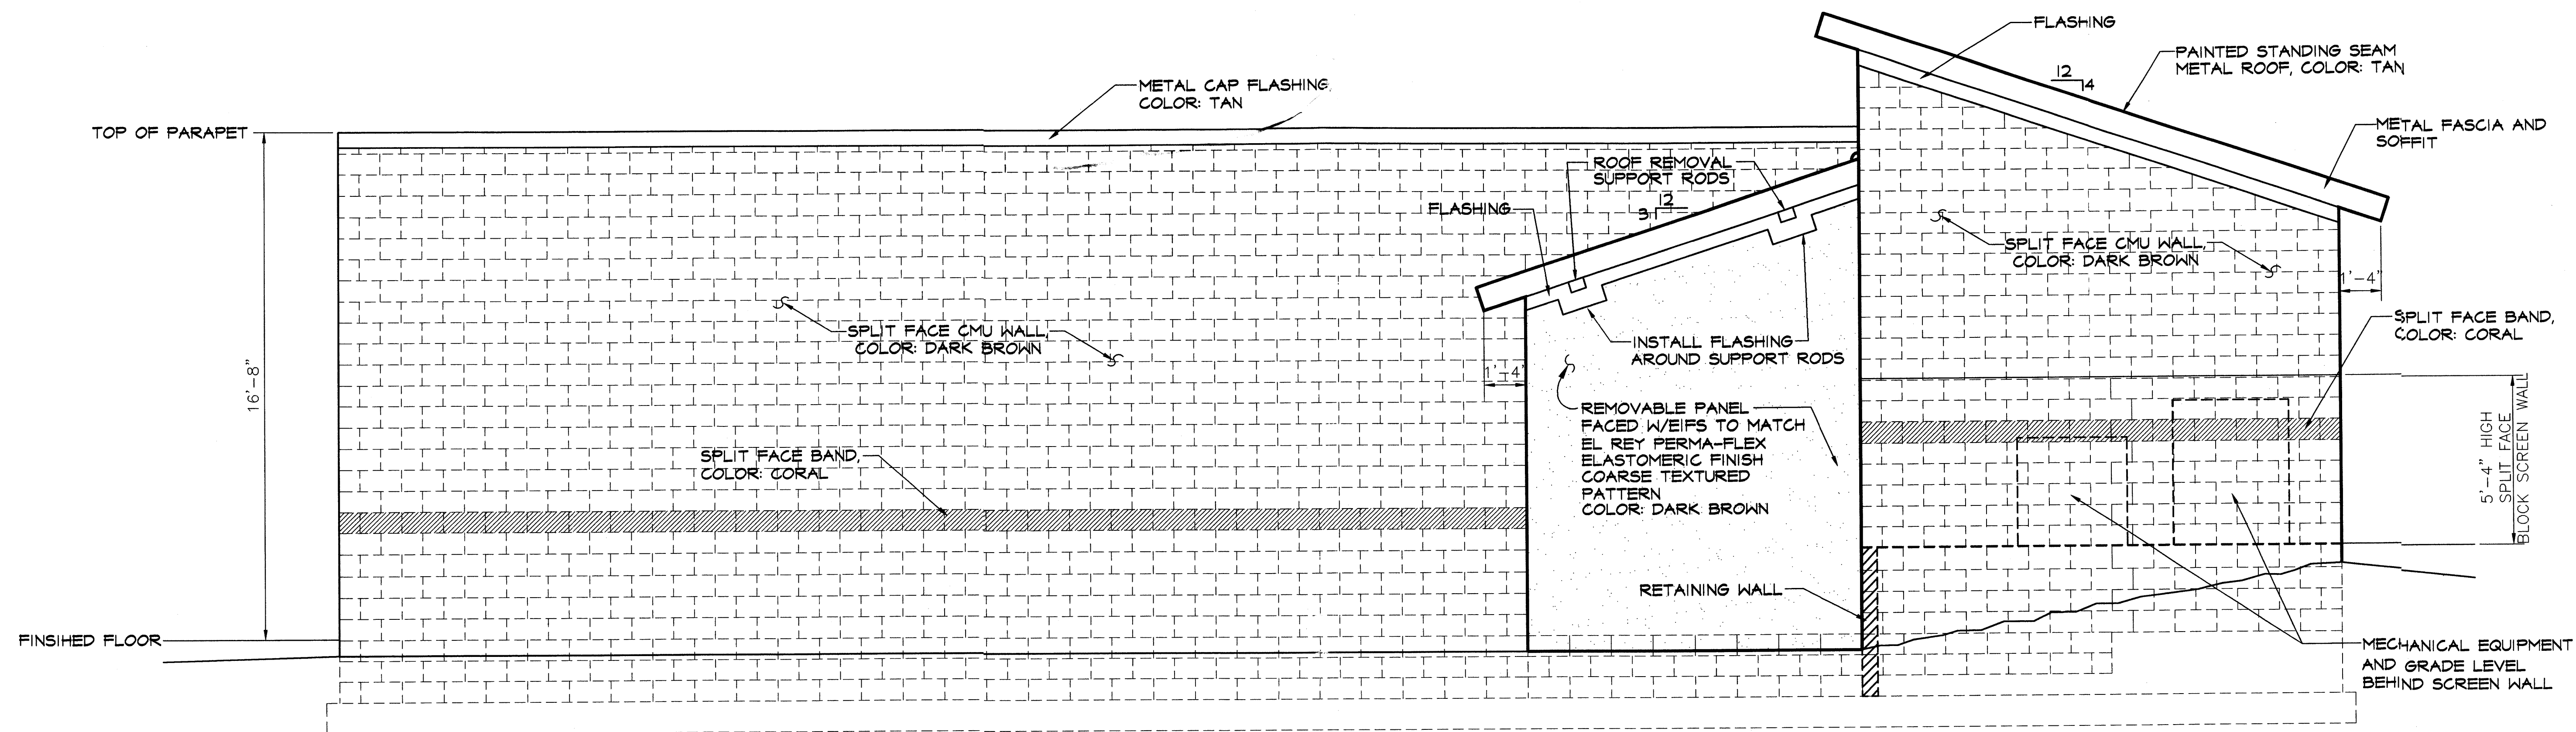 FLASHING
PAINTED STANDING SEAM
METAL ROOF, COLOR: TAN
12
4
METAL CAP FLASHING,
COLOR: TAN
TOP OF PARAPET
METAL FASCIA AND
SOFFIT
ROOF REMOVAL
SUPPORT RODS
FLASHING
12
3
SPLIT FACE CMU WALL,
COLOR: DARK BROWN
1'-4"
SPLIT FACE BAND,
COLOR: CORAL
SPLIT FACE CMU WALL,
COLOR: DARK BROWN
INSTALL FLASHING
AROUND SUPPORT RODS
1'-4"
16'-8"
REMOVABLE PANEL
FACED W/EIFS TO MATCH
EL REY PERMA-FLEX
ELASTOMERIC FINISH
COARSE TEXTURED
PATTERN
COLOR: DARK BROWN
SPLIT FACE BAND,
COLOR: CORAL
5'-4" HIGH
SPLIT FACE
BLOCK SCREEN WALL
RETAINING WALL
FINSIHED FLOOR
MECHANICAL EQUIPMENT
AND GRADE LEVEL
BEHIND SCREEN WALL